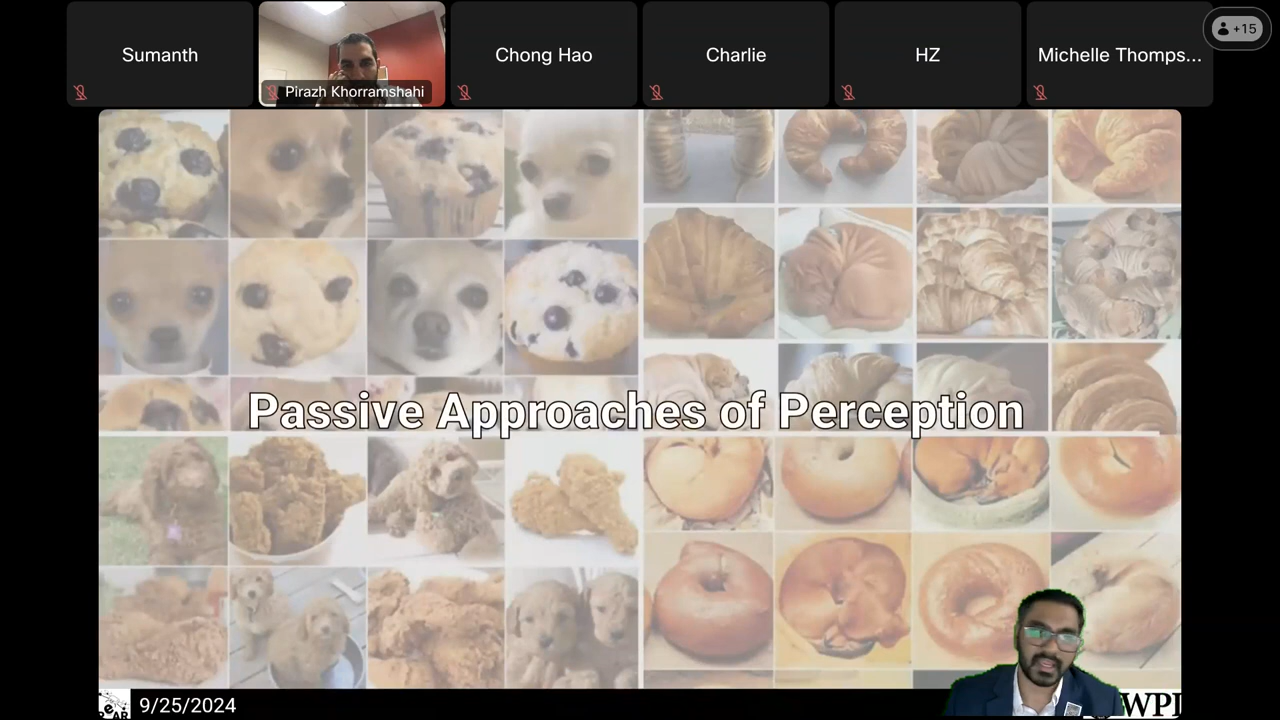 Sumanth
Pirazh Khorramshahi
Chong Hao
Charlie
HZ
Michelle Thomps...
+15
Passive Approaches of Perception
9/25/2024
WPI